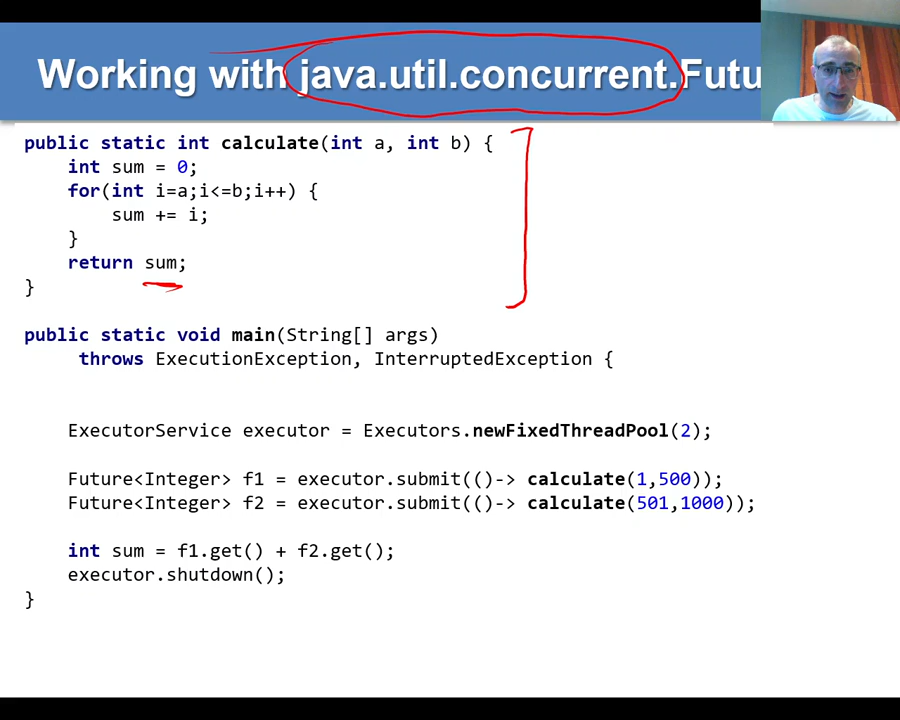 Working with java.util.concurrent.Futu
public static int calculate(int a, int b) {
int sum = 0;
for(int i=a;i<=b;i++) {
sum += i;
}
return sum;
}
public static void main(String[] args)
throws ExecutionException, InterruptedException {
ExecutorService executor = Executors.newFixedThreadPool(2);
Future<Integer> f1 = executor.submit(()-> calculate(1,500));
Future<Integer> f2 = executor.submit(()-> calculate(501,1000));
int sum = f1.get() + f2.get();
executor.shutdown();
}